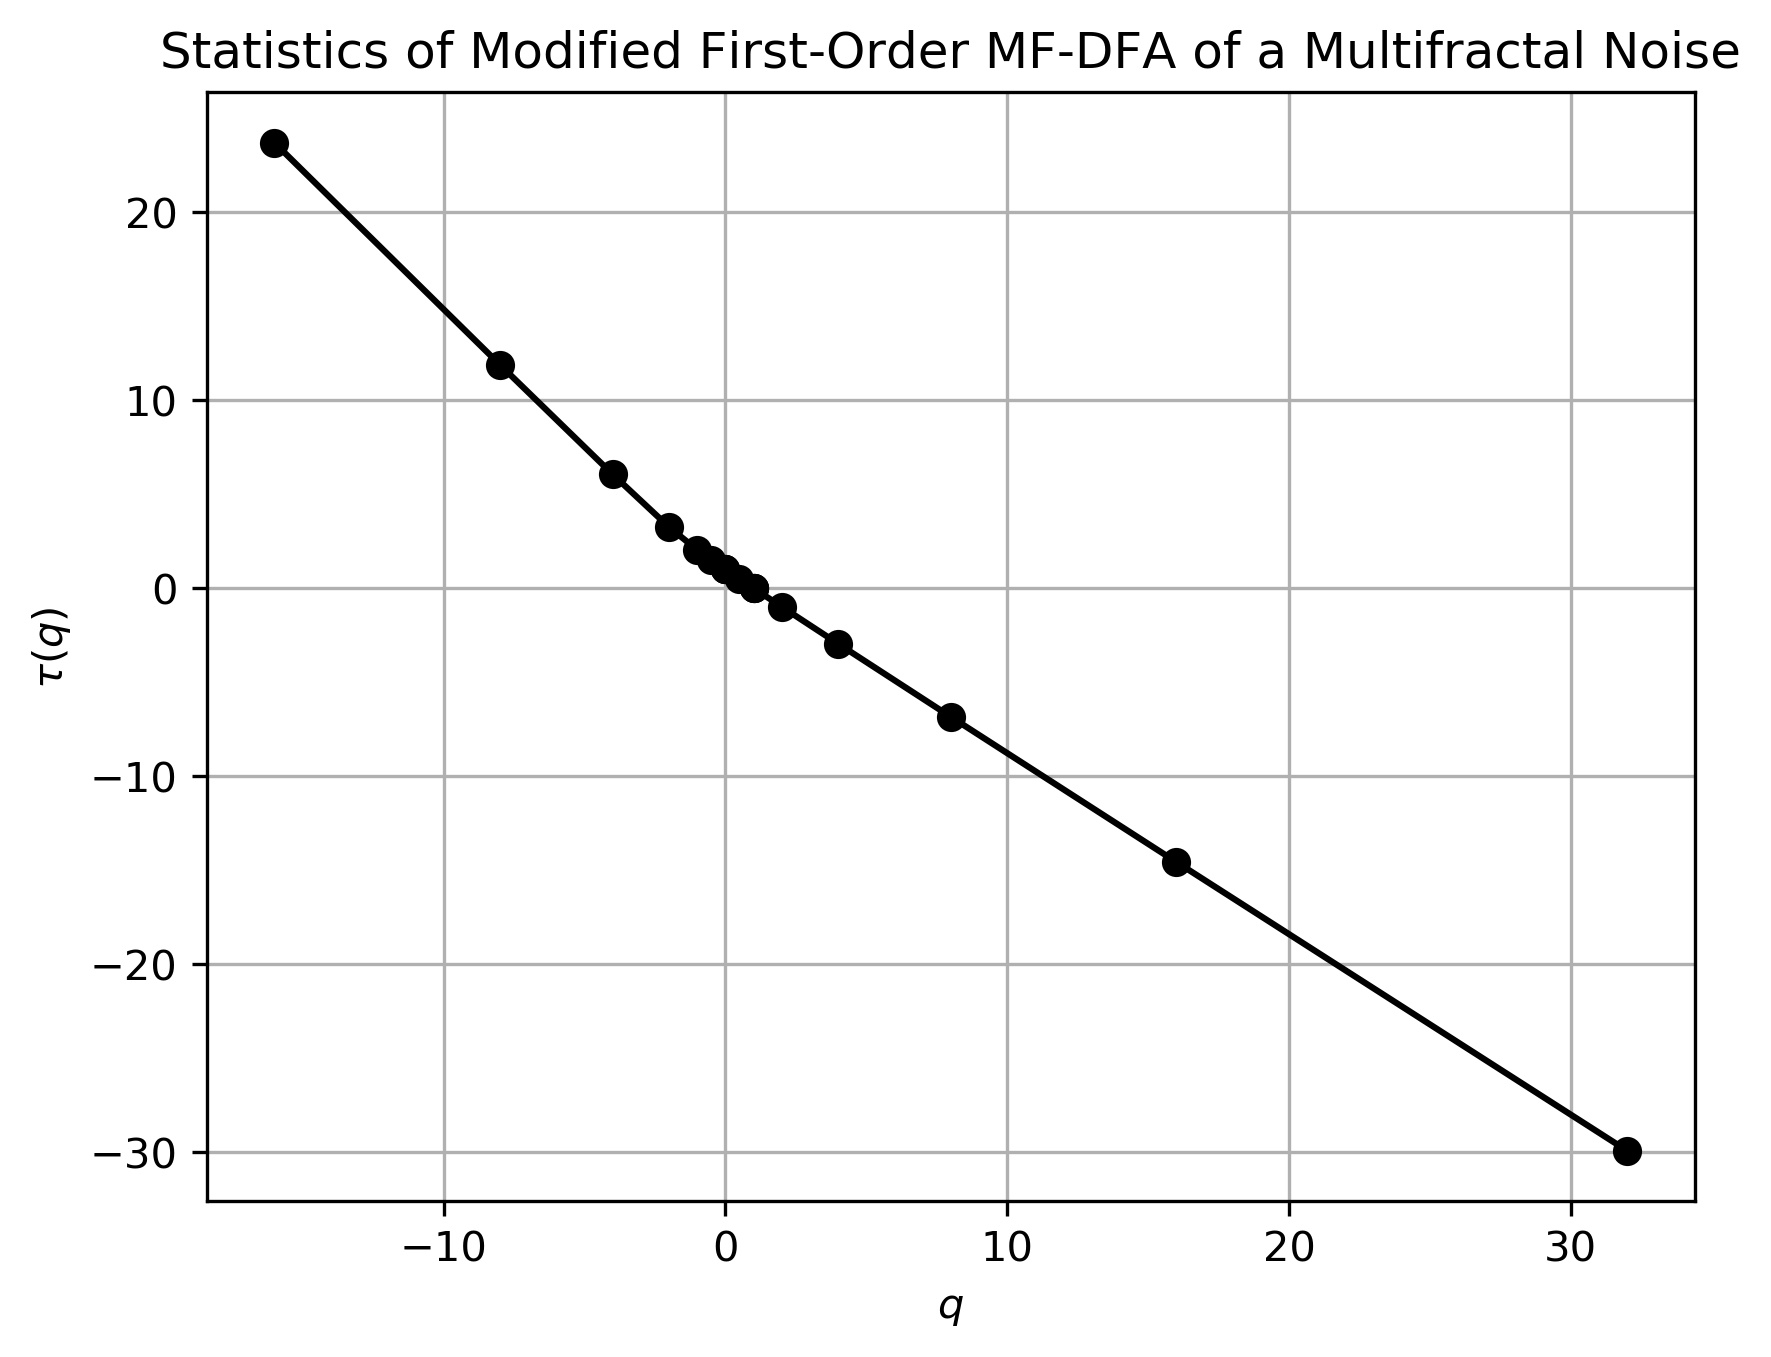 Statistics of Modified First-Order MF-DFA of a Multifractal Noise
20
10
0
−10
−20
−30
τ(q)
−10 0 10 20 30
q